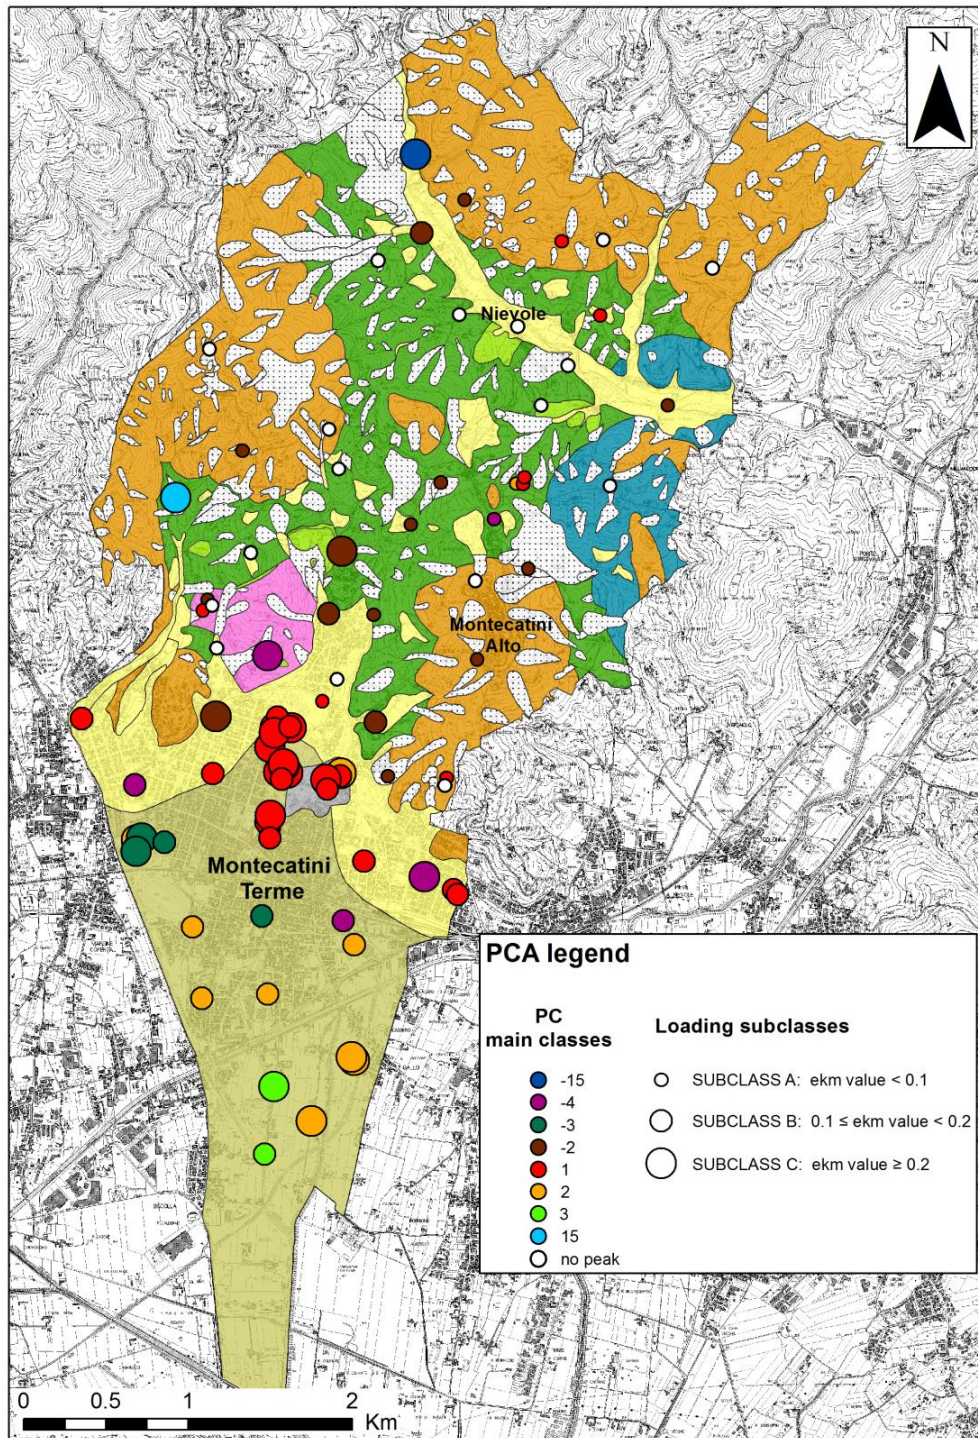 N
Nievole
Montecatini
Alto
Montecatini
Terme
PCA legend
PC
main classes
Loading subclasses
-15
-4
-3
-2
1
2
3
15
no peak
SUBCLASS A: ekm value < 0.1
SUBCLASS B: 0.1 ≤ ekm value < 0.2
SUBCLASS C: ekm value ≥ 0.2
0 0.5 1 2
Km